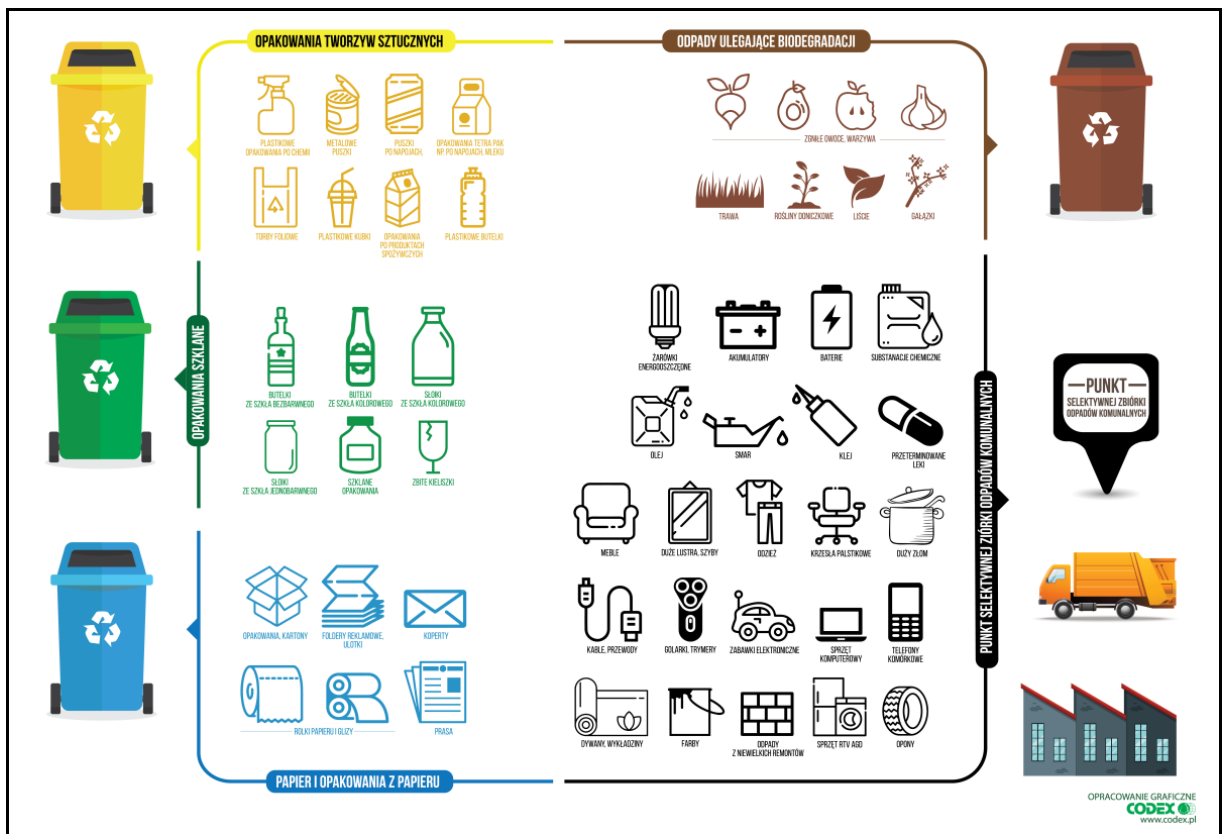 OPAKOWANIA TWORZYW SZTUCZNYCH
PLASTIKOWE
OPAKOWANIA PO CHEMII
METALOWE
PUSZKI
PUSZKI
PO NAPOJACH,
OPAKOWANIA TETRA PAK
NP PO NAPOJACH, MLEKU
TORBY FOLIOWE
PLASTIKOWE KUBKI
OPAKOWANIA
PO PRODUKTACH
SPOŻYWCZYCH
PLASTIKOWE BUTELKI
ODPADY ULEGAJĄCE BIODEGRADACJI
ZGNIŁE OWOCE, WARZYWA
TRAWA
ROŚLINY DONICZKOWE
LIŚCIE
GAŁĄZKI
OPAKOWANIA SZKLANE
BUTELKI
ZE SZKŁA BEZBARWNEGO
BUTELKI
ZE SZKŁA KOLOROWEGO
SŁOIKI
ZE SZKŁA KOLOROWEGO
SŁOIKI
ZE SZKŁA JEDNOBARWNEGO
SZKLANE
OPAKOWANIA
ZBITE KIELISZKI
PUNKT SELEKTYWNEJ ZIÓRKI ODPADÓW KOMUNALNYCH
ŻARÓWKI
ENERGOOSZCZĘDNE
AKUMULATORY
BATERIE
SUBSTANACJE CHEMICZNE
OLEJ
SMAR
KLEJ
PRZETERMINOWANE
LEKI
MEBLE
DUŻE LUSTRA, SZYBY
ODZIEŻ
KRZESŁA PALSTIKOWE
DUŻY ZŁOM
KABLE, PRZEWODY
GOLARKI, TRYMERY
ZABAWKI ELEKTRONICZNE
SPRZĘT
KOMPUTEROWY
TELEFONY
KOMÓRKOWE
DYWANY, WYKŁADZINY
FARBY
ODPADY
Z NIEWIELKICH REMONTÓW
SPRZĘT RTV AGD
OPONY
PUNKT
SELEKTYWNEJ ZBIÓRKI
ODPADÓW KOMUNALNYCH
OPAKOWANIA, KARTONY
FOLDERY REKLAMOWE,
ULOTKI
KOPERTY
ROLKI PAPIERU I GLIZY
PRASA
PAPIER I OPAKOWANIA Z PAPIERU
OPRACOWANIE GRAFICZNE
CODEX
www.codex.pl